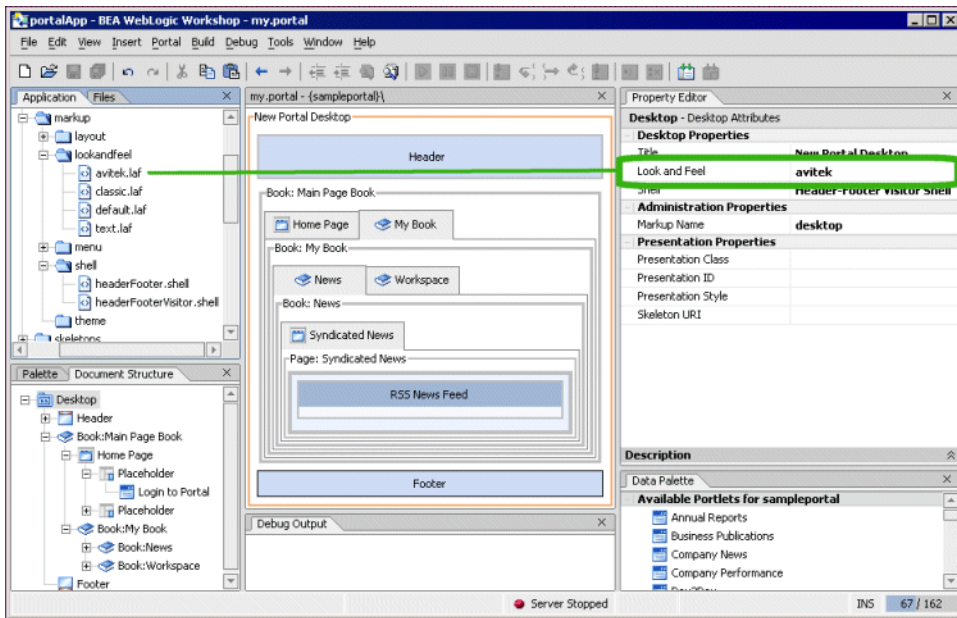 portalApp - BEA WebLogic Workshop - my.portal
File Edit View Insert Portal Build Debug Tools Window Help
Application Files
markup
layout
lookandfeel
avitek.laf
classic.laf
default.laf
text.laf
menu
shell
headerFooter.shell
headerFooterVisitor.shell
theme
skeletons
Palette Document Structure
Desktop
Header
Book:Main Page Book
Home Page
Placeholder
Login to Portal
Placeholder
Book:My Book
Book:News
Book:Workspace
Footer
my.portal - {sampleportal}\
New Portal Desktop
Header
Book: Main Page Book
Home Page My Book
Book: My Book
News Workspace
Book: News
Syndicated News
Page: Syndicated News
RSS News Feed
Footer
Debug Output
Property Editor
Desktop - Desktop Attributes
Desktop Properties
Title New Portal Desktop
Look and Feel avitek
Shell Header-Footer Visitor Shell
Administration Properties
Markup Name desktop
Presentation Properties
Presentation Class
Presentation ID
Presentation Style
Skeleton URI
Description
Data Palette
Available Portlets for sampleportal
Annual Reports
Business Publications
Company News
Company Performance
Server Stopped INS 67 / 162